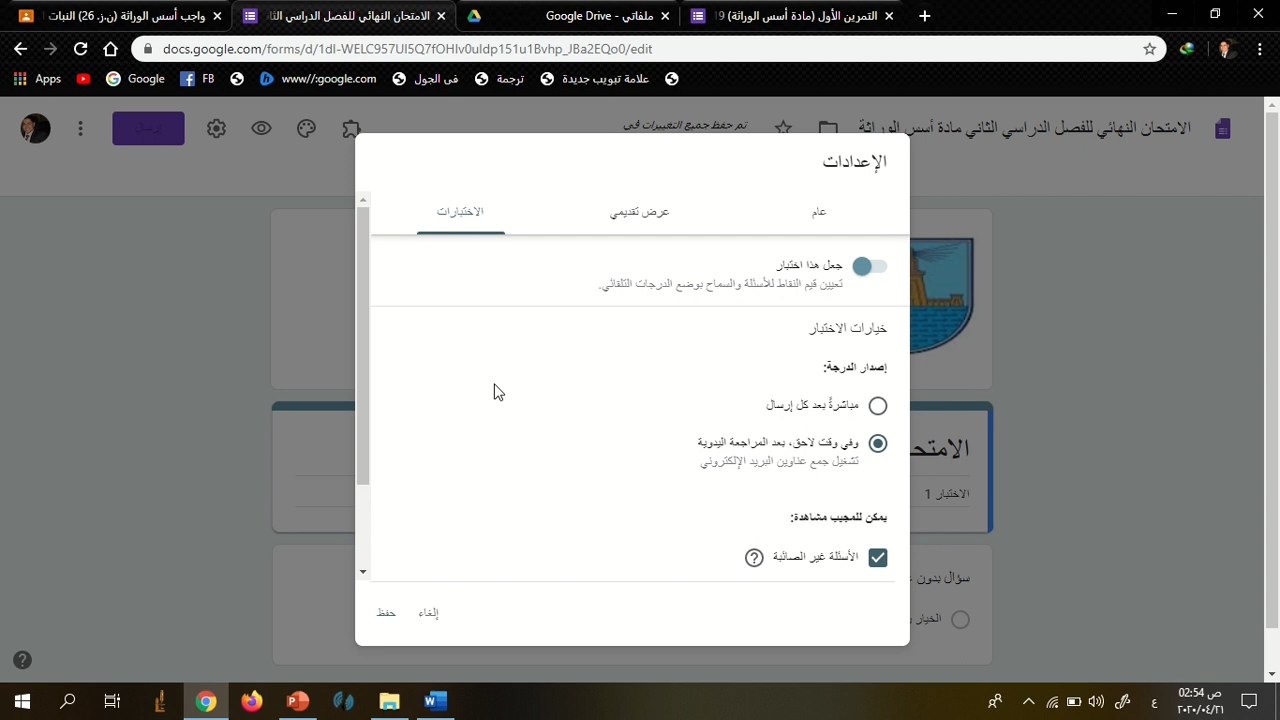 واجب أسس الوراثة (ن.ز. 26) النبات
الامتحان النهائي للفصل الدراسي الثان
ملفاتي - Google Drive
التمرين الأول (مادة أسس الوراثة) 19
docs.google.com/forms/d/1dI-WELC957UI5Q7fOHIv0uldp151u1Bvhp_JBa2EQo0/edit
Apps
Google
FB
www//:google.com
فى الجول
ترجمة
علامة تبويب جديدة
الامتحان النهائي للفصل الدراسي الثاني مادة أسس الوراثة
تم حفظ جميع التغييرات في
إرسال
الإعدادات
عام
عرض تقديمي
الاختبارات
جعل هذا اختبار
تعيين قيم النقاط للأسئلة والسماح بوضع الدرجات التلقائي.
خيارات الاختبار
إصدار الدرجة:
مباشرةً بعد كل إرسال
وفي وقت لاحق، بعد المراجعة اليدوية
تشغيل جمع عناوين البريد الإلكتروني
يمكن للمجيب مشاهدة:
الأسئلة غير الصائبة
إلغاء
حفظ
الامتح
الاختبار 1
سؤال بدون ع
الخيار ر
ع
02:54 ص
٢٠٢٠/٠٤/٢١